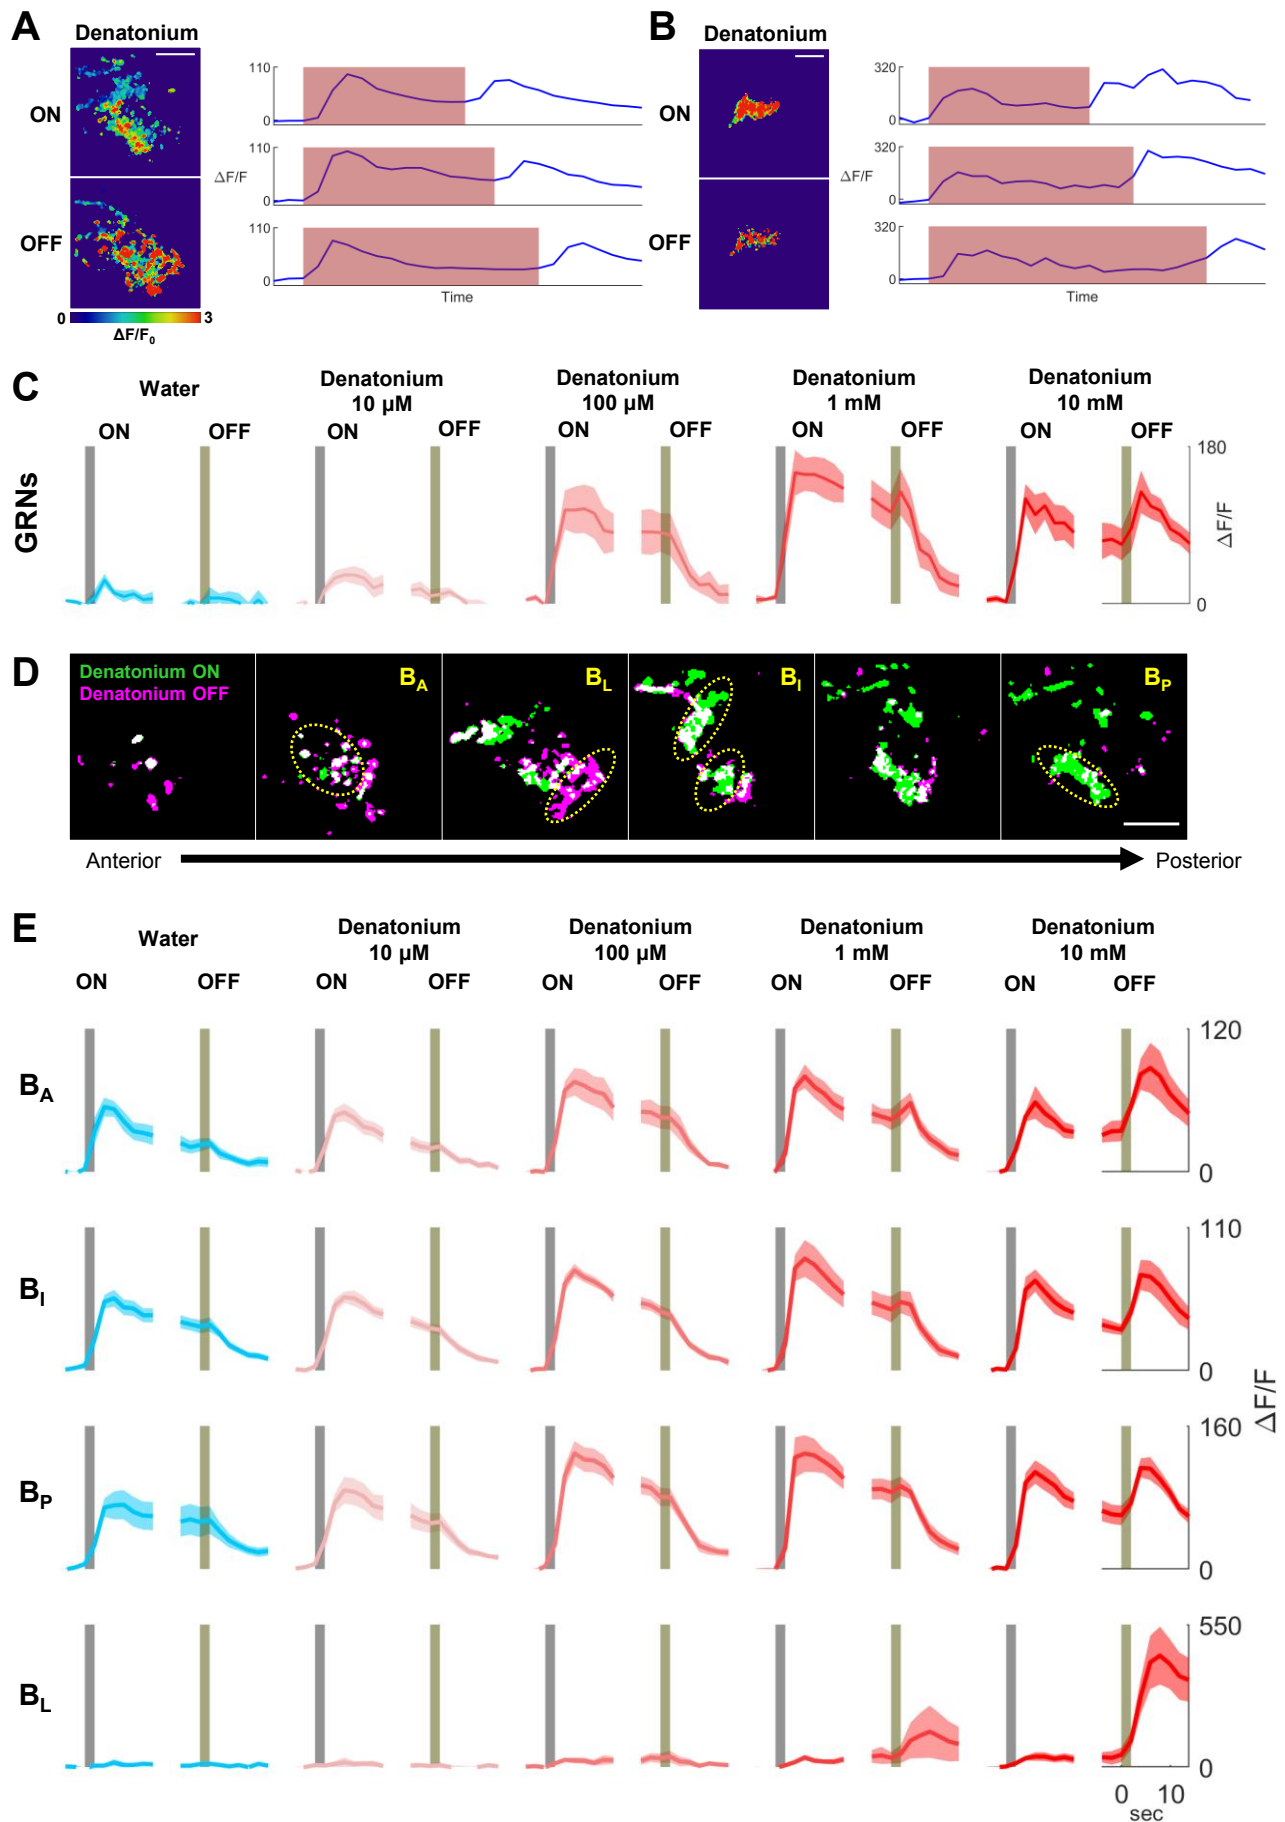 A
Denatonium
ON
OFF
0
3
ΔF/F0
110
0
110
ΔF/F
0
110
0
Time
B
Denatonium
ON
OFF
320
0
320
ΔF/F
0
320
0
Time
C
Water
Denatonium
10 µM
Denatonium
100 µM
Denatonium
1 mM
Denatonium
10 mM
ON
OFF
ON
OFF
ON
OFF
ON
OFF
ON
OFF
GRNs
180
ΔF/F
0
D
Denatonium ON
Denatonium OFF
BA
BL
BI
BP
Anterior
Posterior
E
Water
Denatonium
10 µM
Denatonium
100 µM
Denatonium
1 mM
Denatonium
10 mM
ON
OFF
ON
OFF
ON
OFF
ON
OFF
ON
OFF
BA
120
0
BI
110
0
ΔF/F
BP
160
0
BL
550
0
0 10
sec